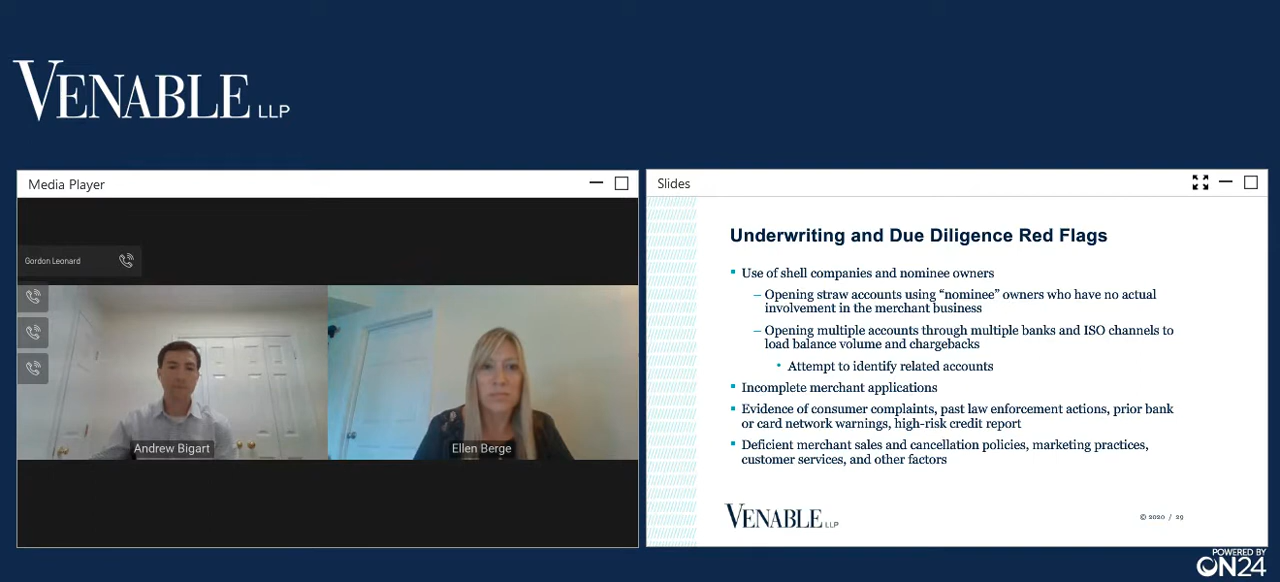 VENABLE LLP
Media Player
Gordon Leonard
Andrew Bigart
Ellen Berge
Slides
Underwriting and Due Diligence Red Flags
▪ Use of shell companies and nominee owners
– Opening straw accounts using “nominee” owners who have no actual
involvement in the merchant business
– Opening multiple accounts through multiple banks and ISO channels to
load balance volume and chargebacks
• Attempt to identify related accounts
▪ Incomplete merchant applications
▪ Evidence of consumer complaints, past law enforcement actions, prior bank
or card network warnings, high-risk credit report
▪ Deficient merchant sales and cancellation policies, marketing practices,
customer services, and other factors
VENABLE LLP
© 2020 / 29
POWERED BY
ON24